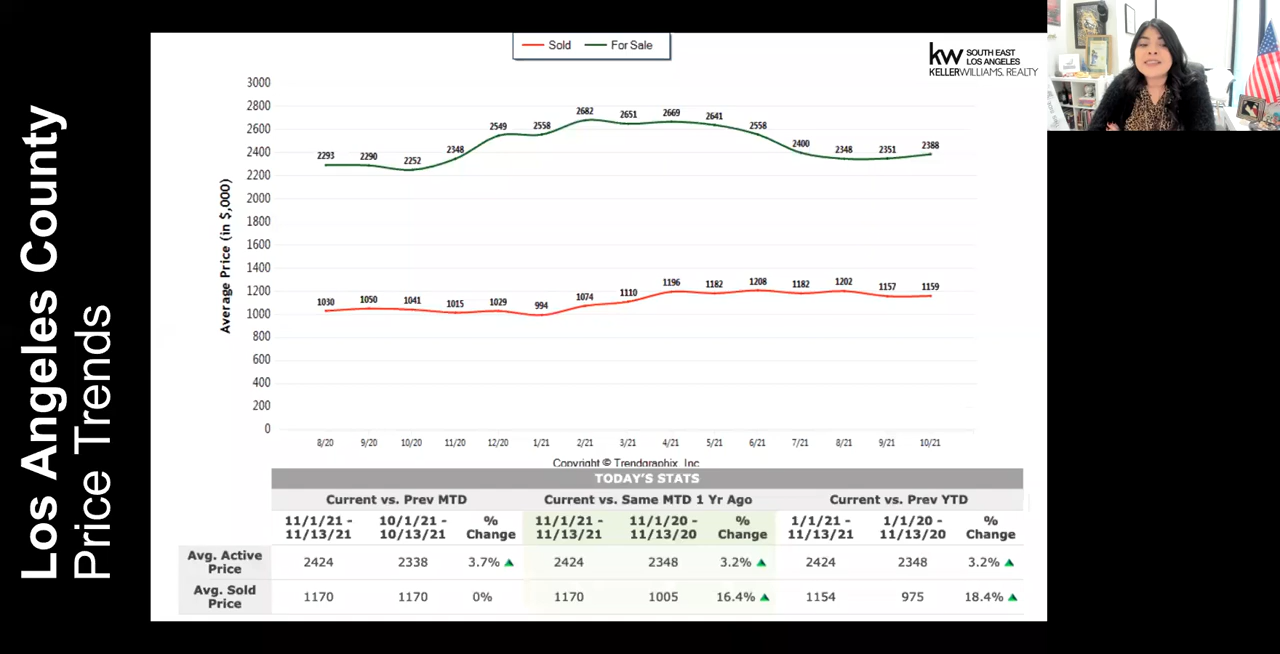 Los Angeles County
Price Trends
Sold For Sale
kw SOUTH EAST
LOS ANGELES
KELLERWILLIAMS. REALTY
Average Price (in $,000)
3000
2800
2600
2400
2200
2000
1800
1600
1400
1200
1000
800
600
400
200
0
2293 2290 2252 2348 2549 2558 2682 2651 2669 2641 2558 2400 2348 2351 2388
1030 1050 1041 1015 1029 994 1074 1110 1196 1182 1208 1182 1202 1157 1159
8/20 9/20 10/20 11/20 12/20 1/21 2/21 3/21 4/21 5/21 6/21 7/21 8/21 9/21 10/21
Copyright © Trendgraphix, Inc
TODAY'S STATS
Current vs. Prev MTD Current vs. Same MTD 1 Yr Ago Current vs. Prev YTD
11/1/21 - 10/1/21 - % 11/1/21 - 11/1/20 - % 1/1/21 - 1/1/20 - %
11/13/21 10/13/21 Change 11/13/21 11/13/20 Change 11/13/21 11/13/20 Change
Avg. Active
Price 2424 2338 3.7% 2424 2348 3.2% 2424 2348 3.2%
Avg. Sold
Price 1170 1170 0% 1170 1005 16.4% 1154 975 18.4%